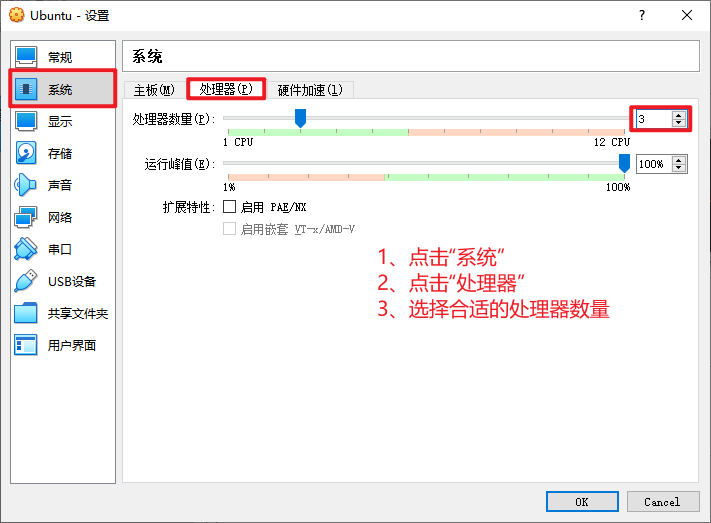 Ubuntu - 设置
?
常规
系统
显示
存储
声音
网络
串口
USB设备
共享文件夹
用户界面
系统
主板(M)
处理器(P)
硬件加速(l)
处理器数量(P):
3
1 CPU
12 CPU
运行峰值(E):
100%
1%
100%
扩展特性:
启用 PAE/NX
启用嵌套 VT-x/AMD-V
1、点击“系统”
2、点击“处理器”
3、选择合适的处理器数量
OK
Cancel